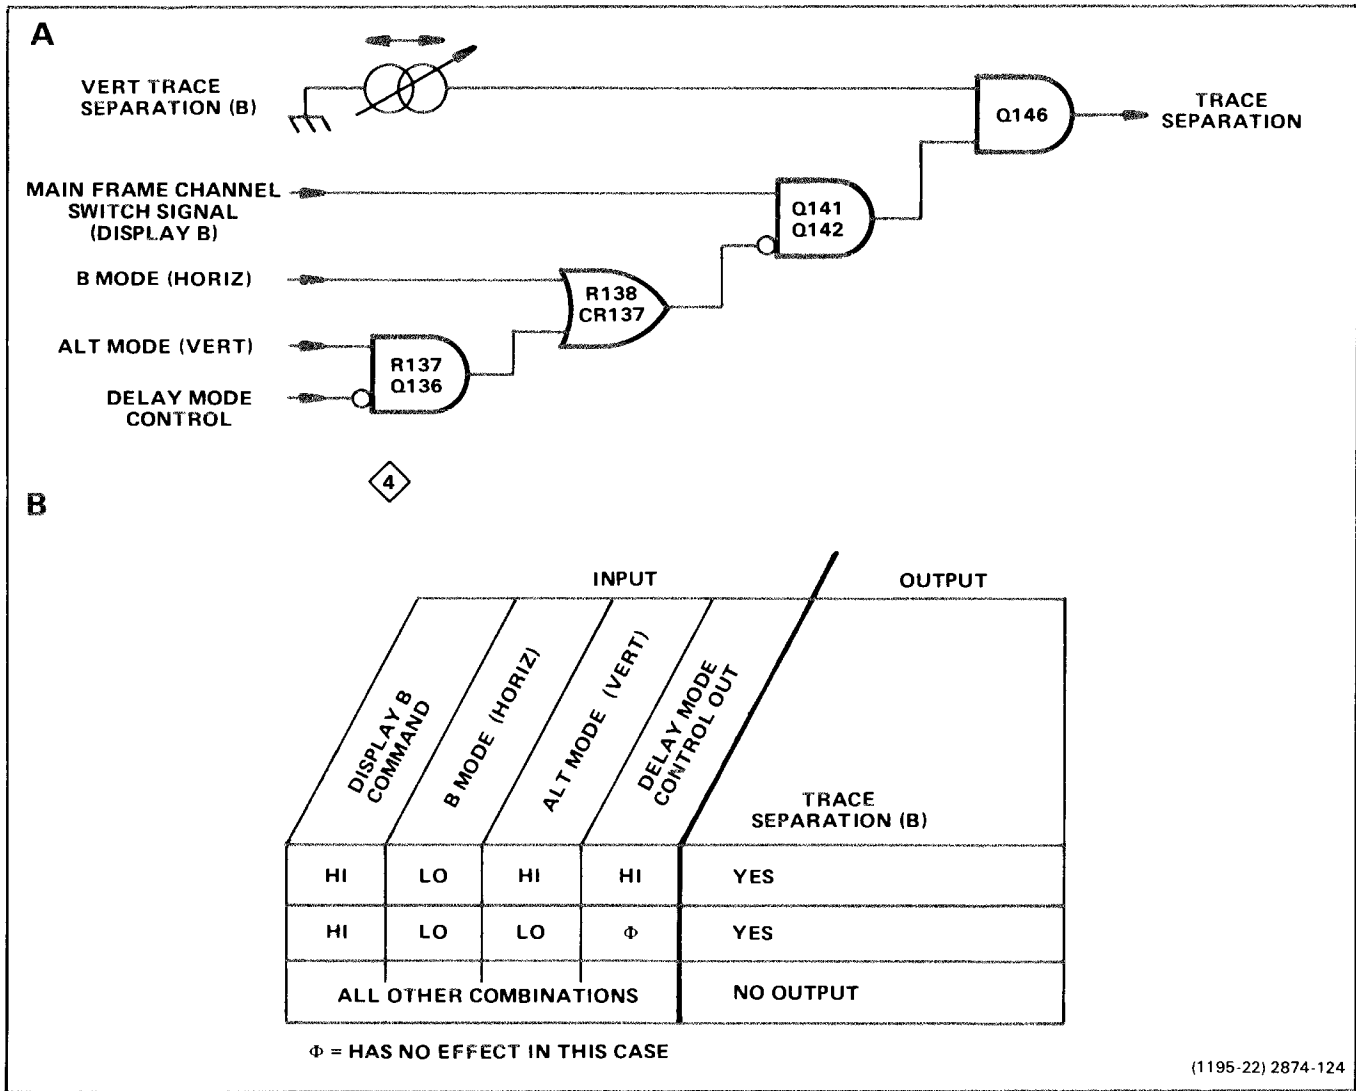 A
VERT TRACE
SEPARATION (B)
Q146
TRACE
SEPARATION
MAIN FRAME CHANNEL
SWITCH SIGNAL
(DISPLAY B)
Q141
Q142
B MODE (HORIZ)
R138
CR137
ALT MODE (VERT)
R137
Q136
DELAY MODE
CONTROL
4
B
INPUT
OUTPUT
DISPLAY B
COMMAND
B MODE (HORIZ)
ALT MODE (VERT)
DELAY MODE
CONTROL OUT
TRACE
SEPARATION (B)
HI LO HI HI YES
HI LO LO Φ YES
ALL OTHER COMBINATIONS NO OUTPUT
Φ = HAS NO EFFECT IN THIS CASE
(1195-22) 2874-124